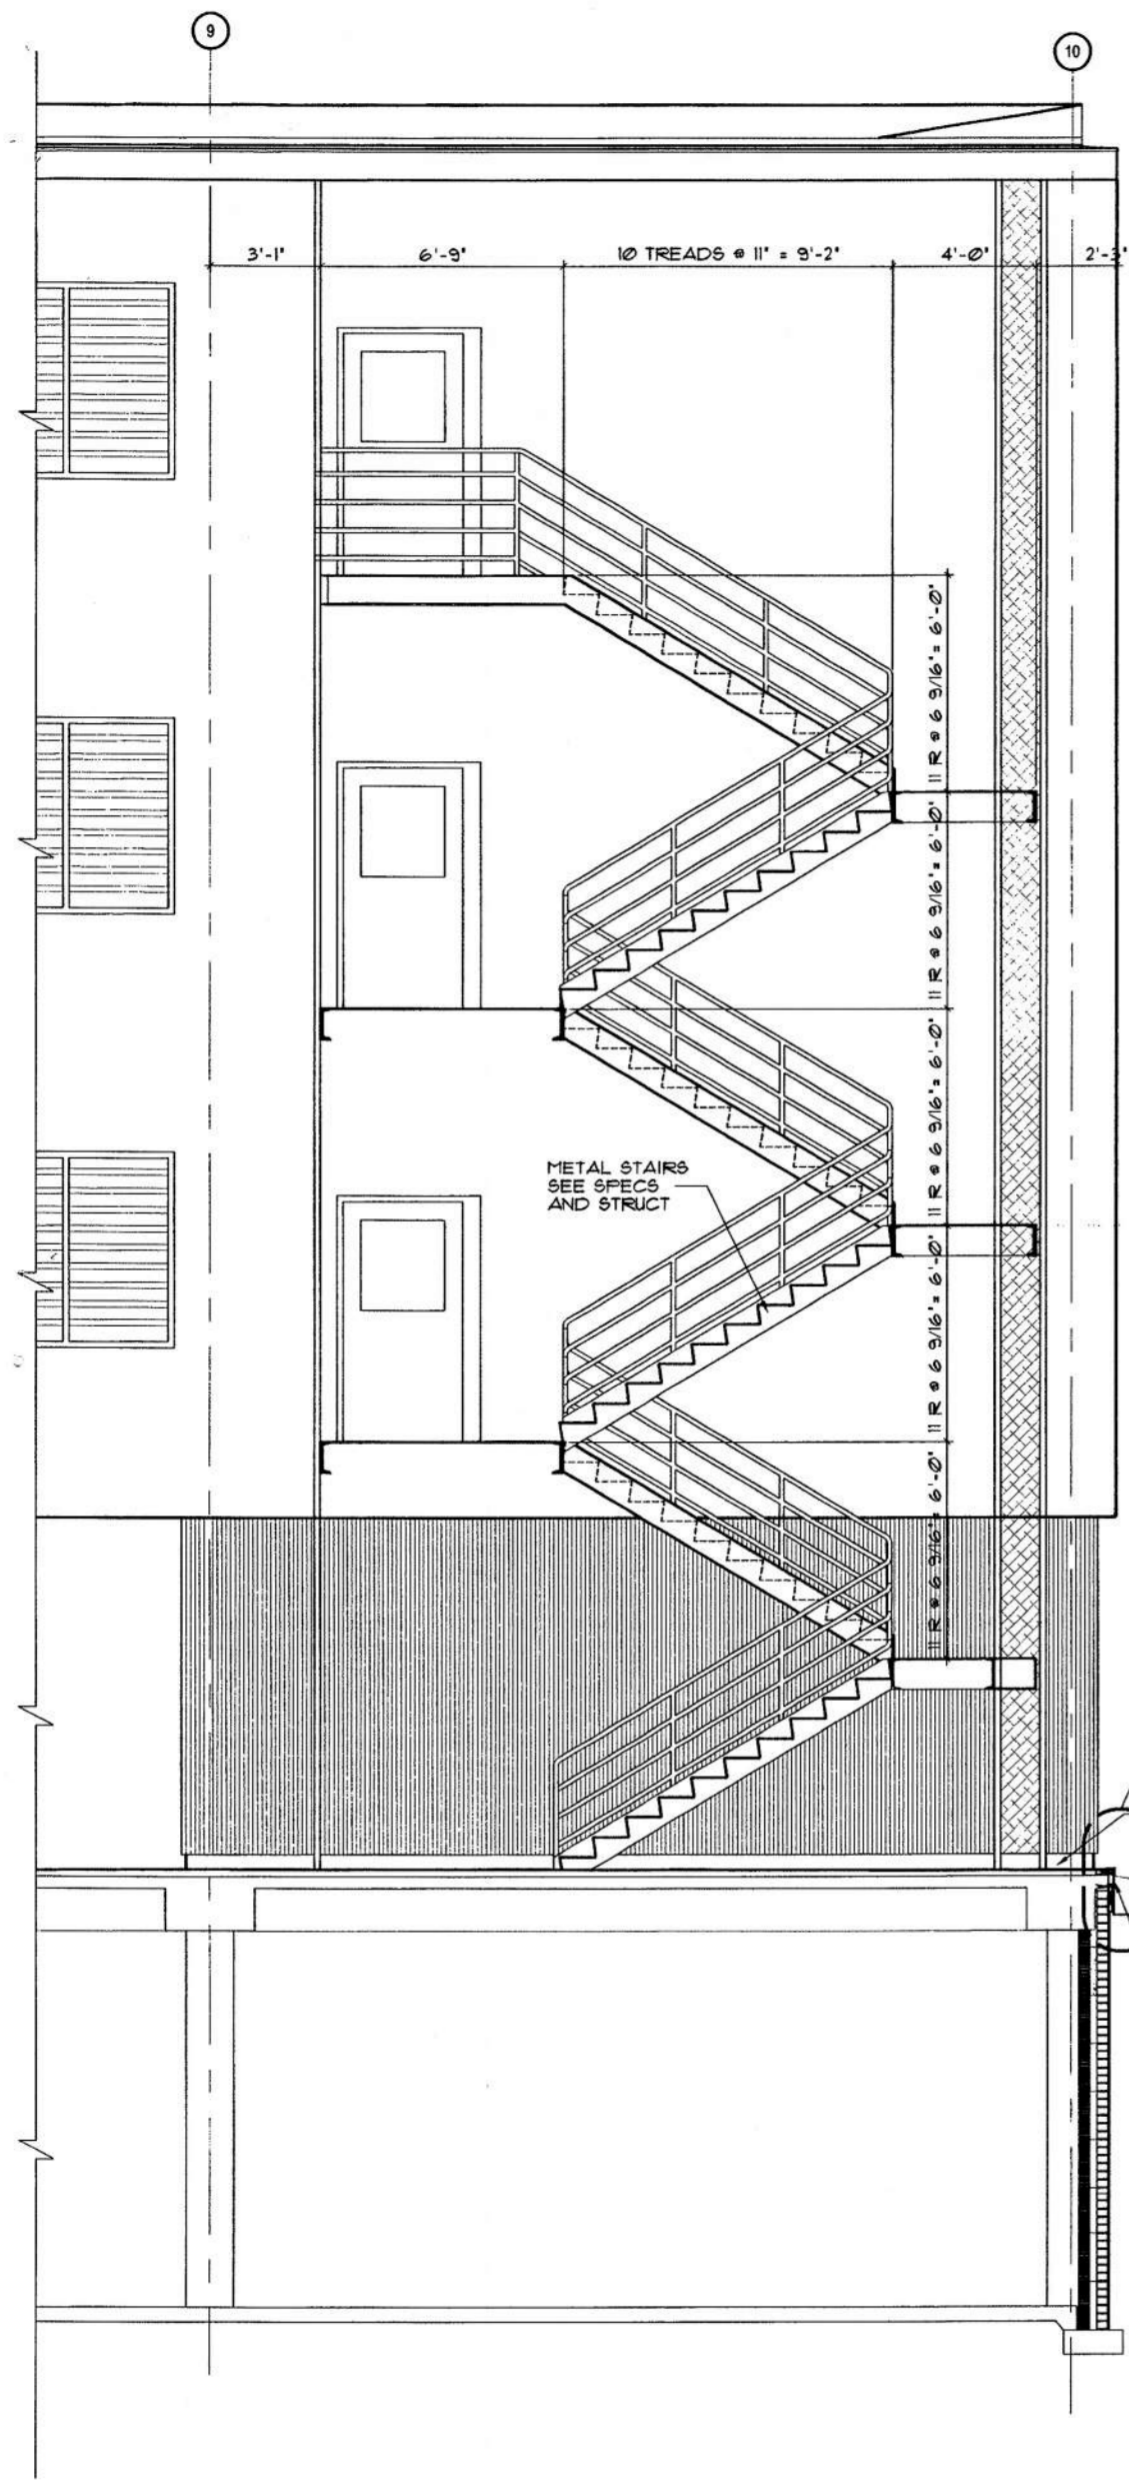 9
10
3'-1"
6'-9"
10 TREADS @ 11" = 9'-2"
4'-0"
2'-3"
11 R @ 6 9/16" = 6'-0"
11 R @ 6 9/16" = 6'-0"
11 R @ 6 9/16" = 6'-0"
11 R @ 6 9/16" = 6'-0"
11 R @ 6 9/16" = 6'-0"
METAL STAIRS
SEE SPECS
AND STRUCT